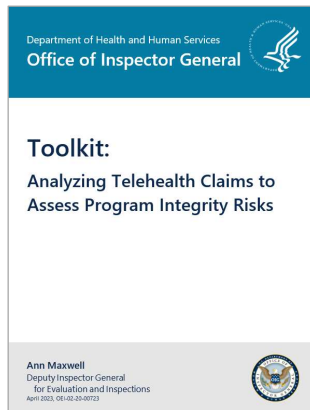 Department of Health and Human Services
Office of Inspector General
Toolkit:
Analyzing Telehealth Claims to
Assess Program Integrity Risks
Ann Maxwell
Deputy Inspector General
for Evaluation and Inspections
April 2023, OEI-02-20-00723